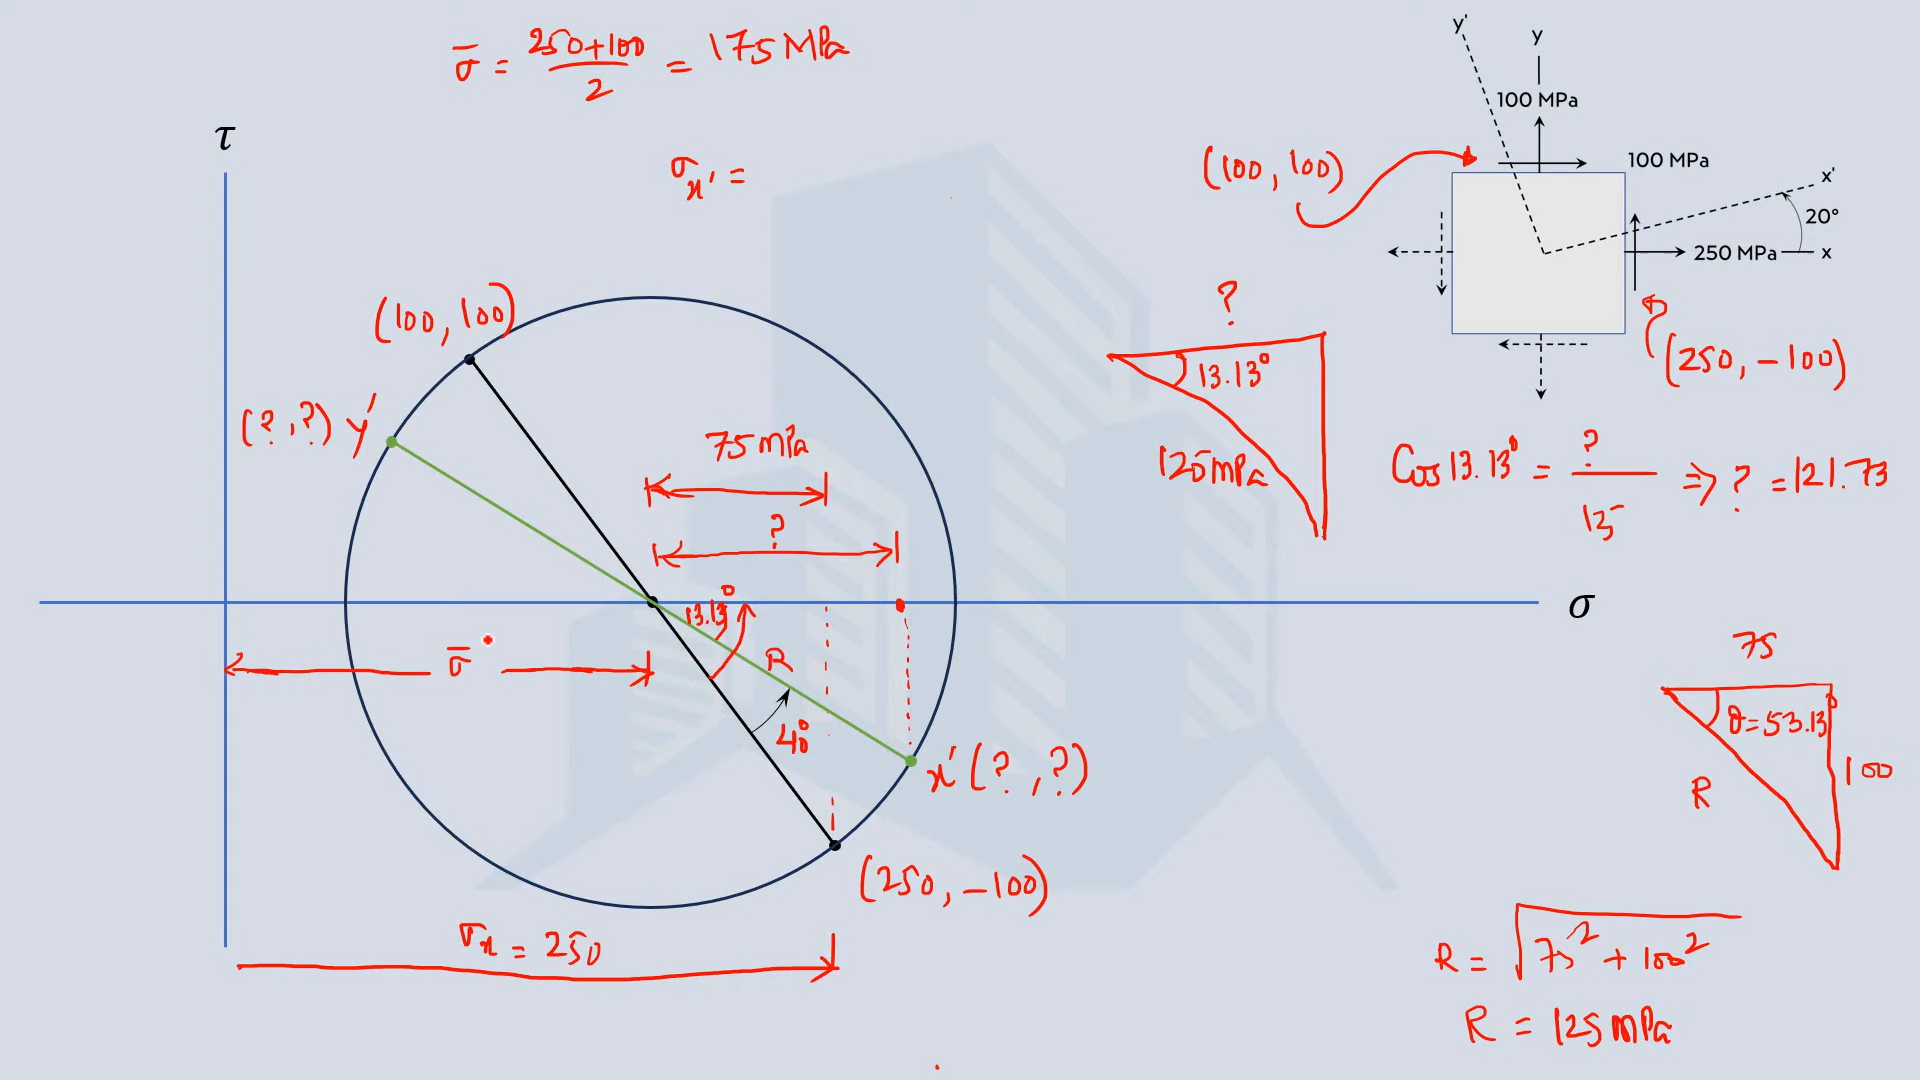 σ̅ = (250+100)/2 = 175 MPa
τ
σx' =
y'
y
100 MPa
100 MPa
x'
20°
250 MPa
x
(100, 100)
(250, -100)
(100, 100)
(?, ?) y'
75 mPa
?
13.13°
R
40°
σ̅
σ
x' (?, ?)
(250, -100)
σx = 250
?
13.13°
125 mPa
Cos 13.13° = ?/125 ⇒ ? = 121.73
75
θ = 53.13°
100
R
R = √75² + 100²
R = 125 mPa